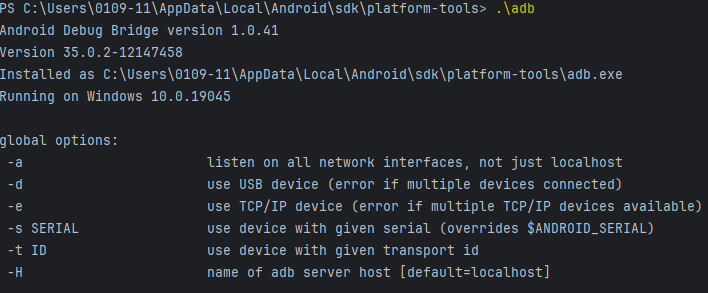 PS C:\Users\0109-11\AppData\Local\Android\sdk\platform-tools> .\adb
Android Debug Bridge version 1.0.41
Version 35.0.2-12147458
Installed as C:\Users\0109-11\AppData\Local\Android\sdk\platform-tools\adb.exe
Running on Windows 10.0.19045

global options:
 -a                       listen on all network interfaces, not just localhost
 -d                       use USB device (error if multiple devices connected)
 -e                       use TCP/IP device (error if multiple TCP/IP devices available)
 -s SERIAL                use device with given serial (overrides $ANDROID_SERIAL)
 -t ID                    use device with given transport id
 -H                       name of adb server host [default=localhost]